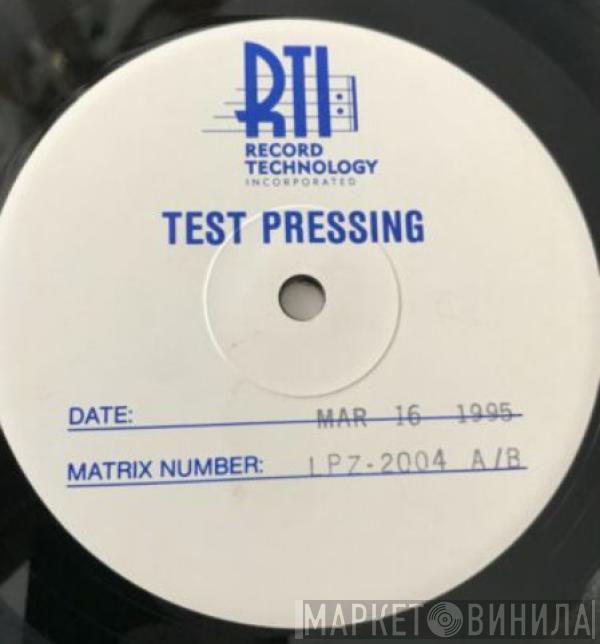 RTI
RECORD
TECHNOLOGY
INCORPORATED
TEST PRESSING
DATE: MAR 16 1995
MATRIX NUMBER: LPZ-2004 A/B
МАРКЕТ ВИНИЛА